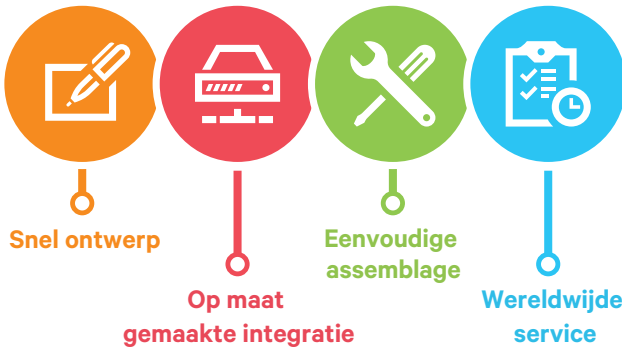 Snel ontwerp
Op maat
gemaakte integratie
Eenvoudige
assemblage
Wereldwijde
service